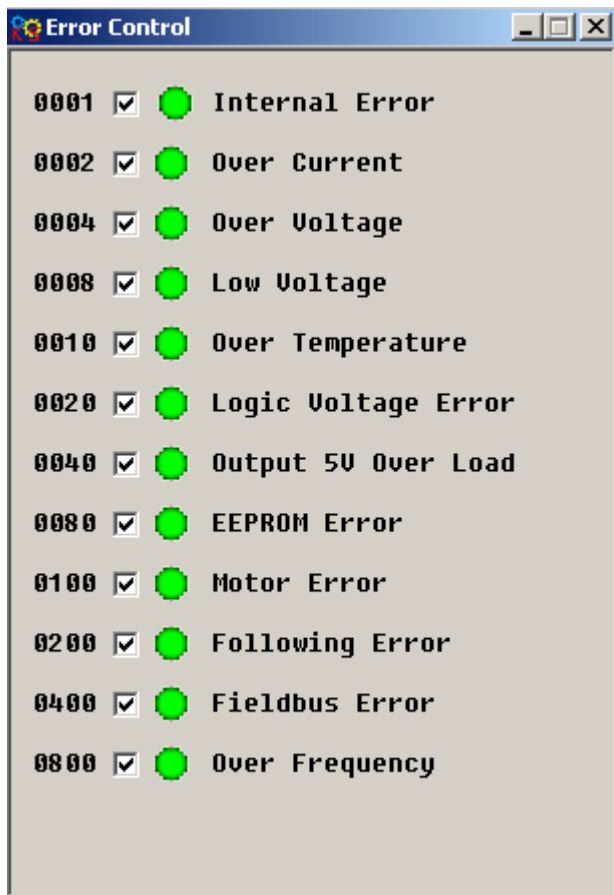 Error Control
0001 Internal Error
0002 Over Current
0004 Over Voltage
0008 Low Voltage
0010 Over Temperature
0020 Logic Voltage Error
0040 Output 5V Over Load
0080 EEPROM Error
0100 Motor Error
0200 Following Error
0400 Fieldbus Error
0800 Over Frequency